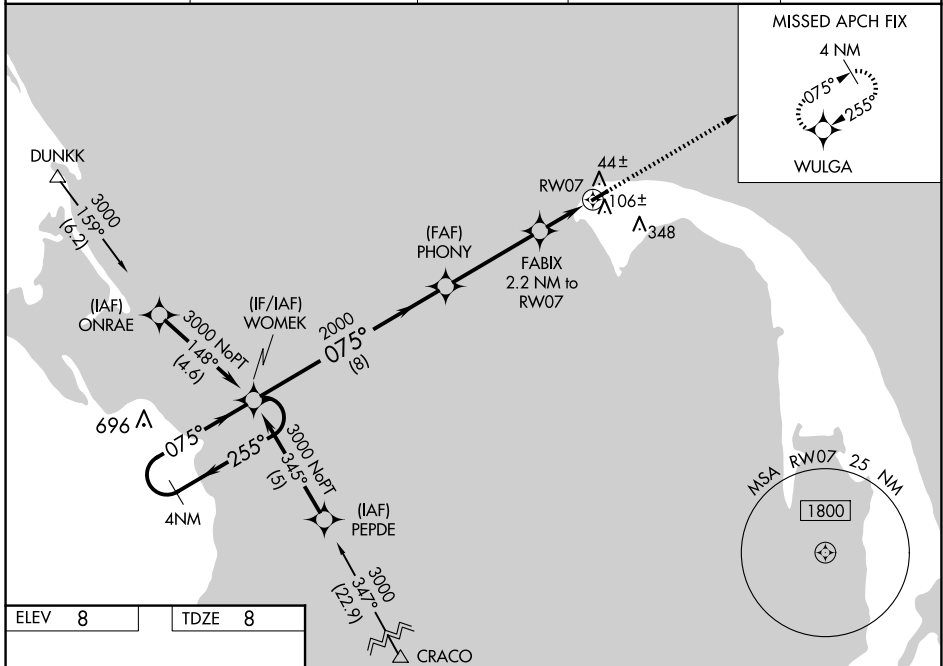 MISSED APCH FIX
4 NM
075°
255°
WULGA
DUNKK
3000
159°
(6.2)
44±
RW07
106±
348
(FAF)
PHONY
FABIX
2.2 NM to
RW07
(IAF)
ONRAE
(IF/IAF)
WOMEK
3000 NoPT
148°
(4.6)
2000
075°
(8)
696
075°
255°
4NM
3000 NoPT
345°
(5)
(IAF)
PEPDE
3000
347°
(22.9)
CRACO
MSA RW07 25 NM
1800
ELEV 8
TDZE 8